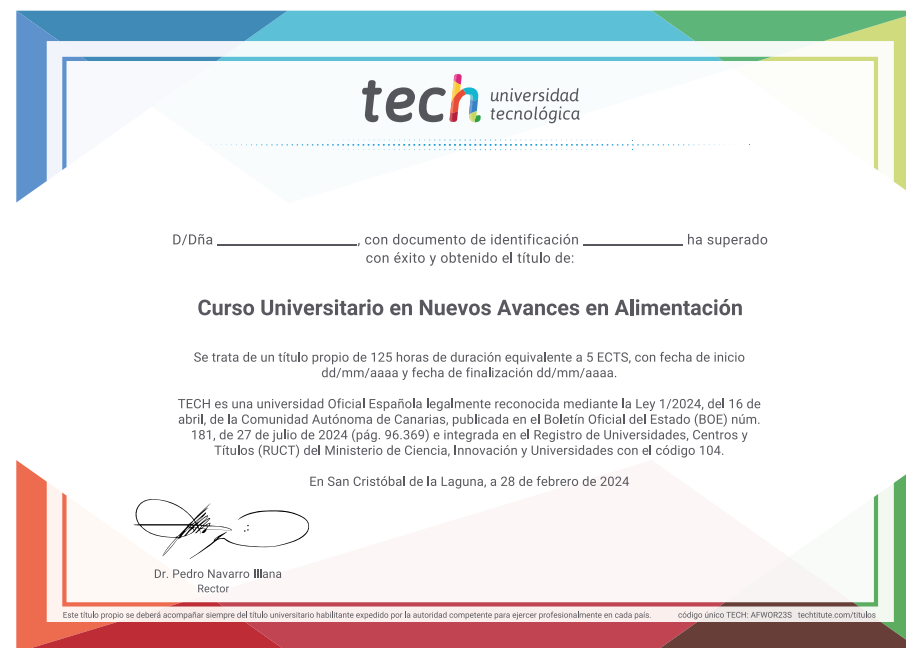 tech universidad
tecnológica
D/Dña ________________, con documento de identificación ____________ ha superado
con éxito y obtenido el título de:
Curso Universitario en Nuevos Avances en Alimentación
Se trata de un título propio de 125 horas de duración equivalente a 5 ECTS, con fecha de inicio
dd/mm/aaaa y fecha de finalización dd/mm/aaaa.
TECH es una universidad Oficial Española legalmente reconocida mediante la Ley 1/2024, del 16 de
abril, de la Comunidad Autónoma de Canarias, publicada en el Boletín Oficial del Estado (BOE) núm.
181, de 27 de julio de 2024 (pág. 96.369) e integrada en el Registro de Universidades, Centros y
Títulos (RUCT) del Ministerio de Ciencia, Innovación y Universidades con el código 104.
En San Cristóbal de la Laguna, a 28 de febrero de 2024
Dr. Pedro Navarro Illana
Rector
Este título propio se deberá acompañar siempre del título universitario habilitante expedido por la autoridad competente para ejercer profesionalmente en cada país. código único TECH: AFWOR23S techtitute.com/titulos